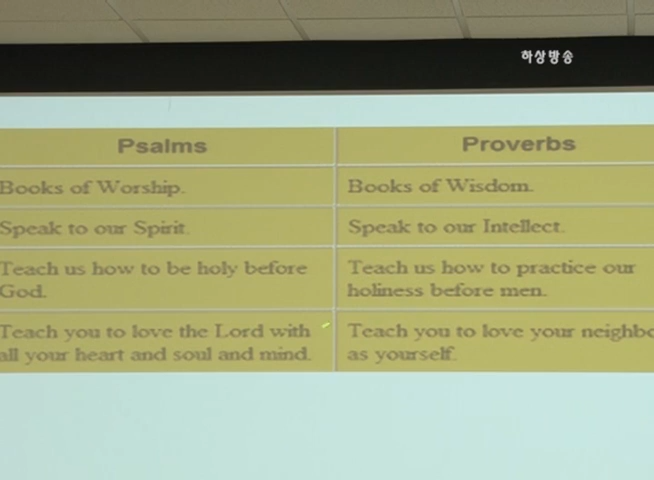 하상방송
Psalms
Proverbs
Books of Worship.
Books of Wisdom.
Speak to our Spirit.
Speak to our Intellect.
Teach us how to be holy before
God.
Teach us how to practice our
holiness before men.
Teach you to love the Lord with
all your heart and soul and mind.
Teach you to love your neighbo
as yourself.